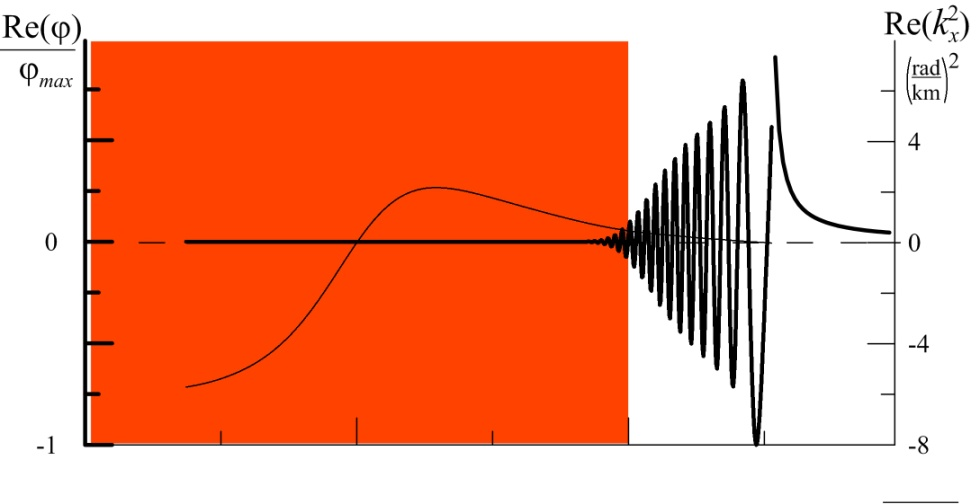 Re(φ)
φmax
Re(k²x)
(rad/km)²
4
0
0
-4
-1
-8